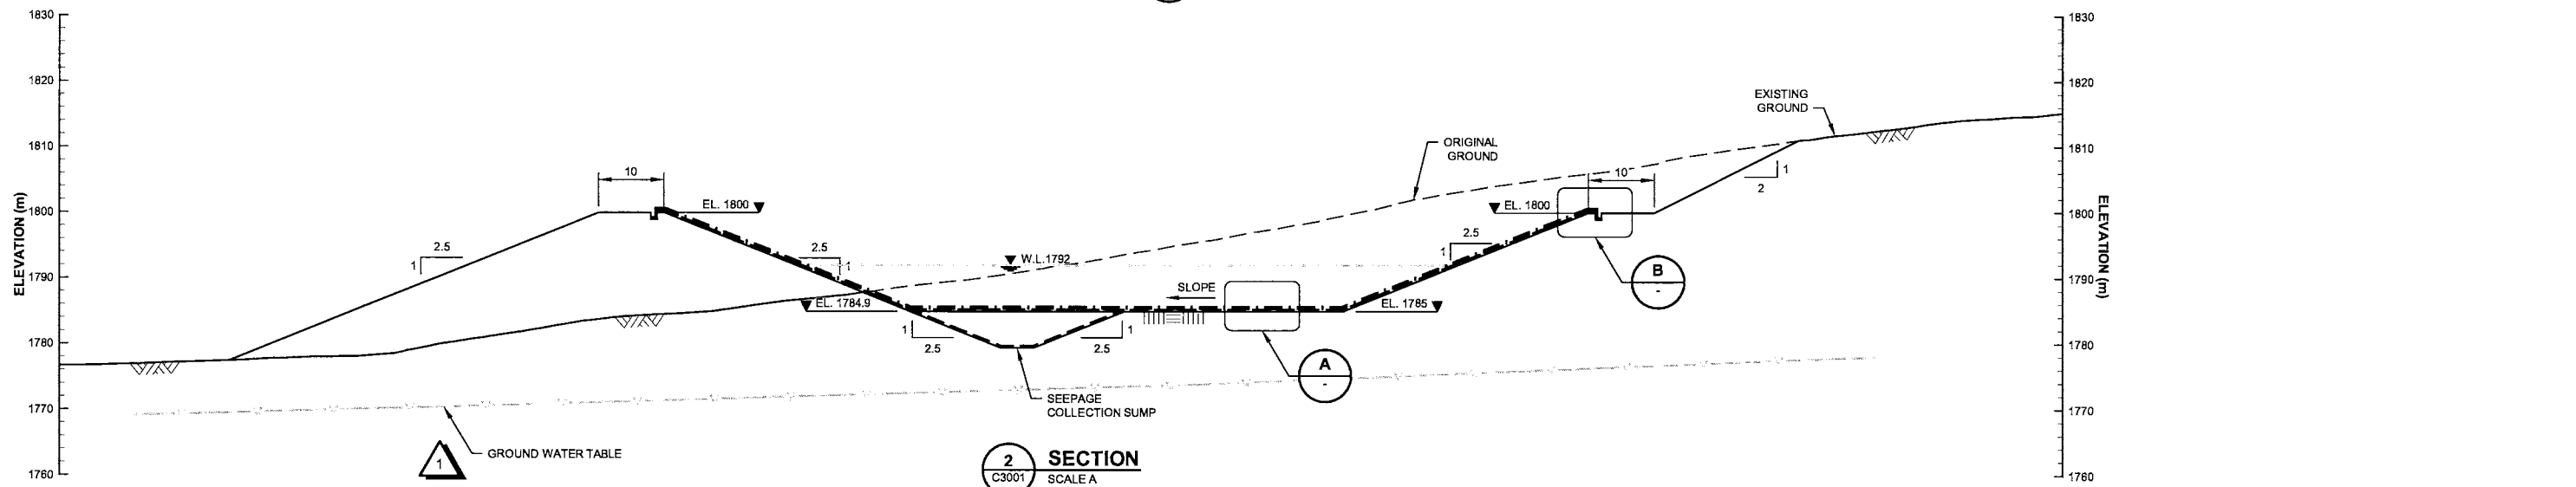 1830
1820
1810
1800
1790
1780
1770
1760
ELEVATION (m)
2.5
1
10
EL. 1800
2.5
1
W.L.1792
EL. 1784.9
1
2.5
2.5
1
SEEPAGE
COLLECTION SUMP
SLOPE
A
-
ORIGINAL
GROUND
EL. 1800
2.5
1
EL. 1785
10
B
-
EXISTING
GROUND
1
2
GROUND WATER TABLE
1
2
C3001
SECTION
SCALE A
1830
1820
1810
1800
1790
1780
1770
1760
ELEVATION (m)